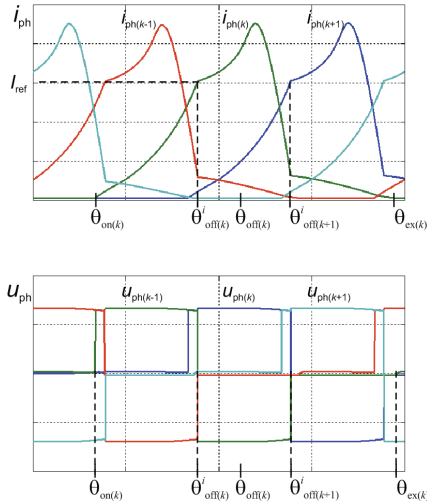 i_ph i_ph(k-1) i_ph(k) i_ph(k+1)
I_ref
θ_on(k) θ^i_off(k) θ_off(k) θ^i_off(k+1) θ_ex(k)
u_ph u_ph(k-1) u_ph(k) u_ph(k+1)
θ_on(k) θ^i_off(k) θ_off(k) θ^i_off(k+1) θ_ex(k